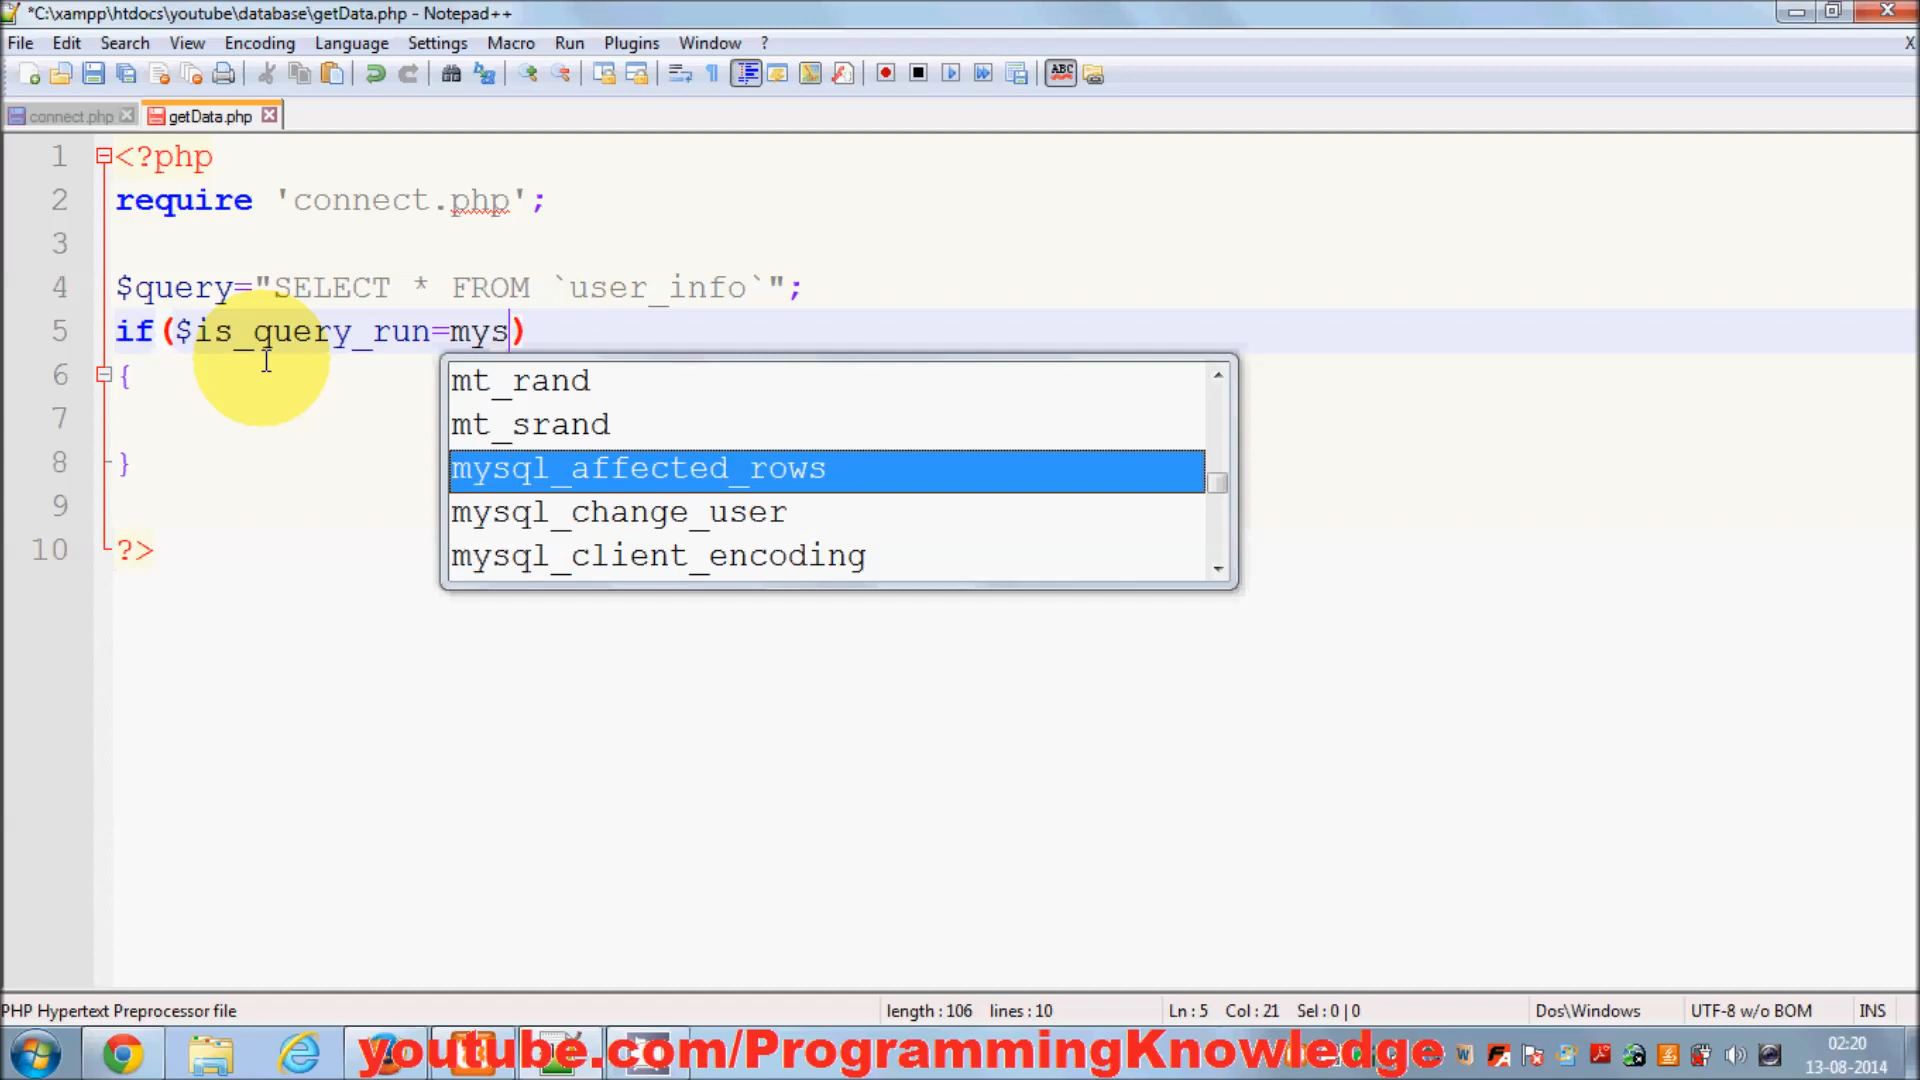 *C:\xampp\htdocs\youtube\database\getData.php - Notepad++
File Edit Search View Encoding Language Settings Macro Run Plugins Window ? X
ABC
connect.php getData.php
1 <?php
2 require 'connect.php';
3
4 $query="SELECT * FROM `user_info`";
5 if($is_query_run=mys)
6 {
7
8 }
9
10 ?>
mt_rand
mt_srand
mysql_affected_rows
mysql_change_user
mysql_client_encoding
PHP Hypertext Preprocessor file length : 106 lines : 10 Ln : 5 Col : 21 Sel : 0 | 0 Dos\Windows UTF-8 w/o BOM INS
youtube.com/ProgrammingKnowledge
02:20
13-08-2014